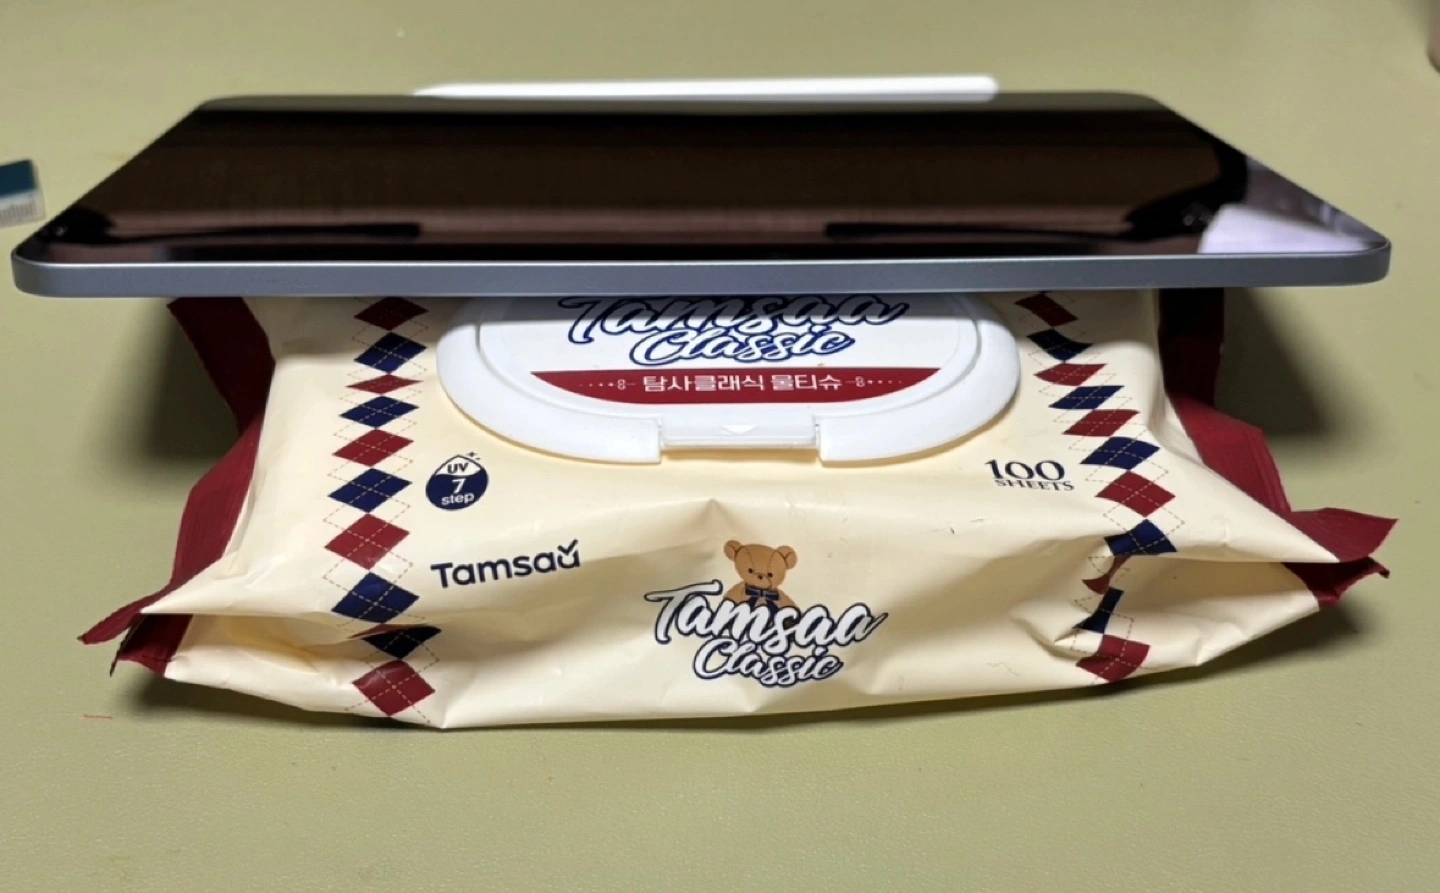 Tamsaa
Classic
탐사클래식 물티슈
UV
7
step
100
SHEETS
Tamsaa
Tamsaa
Classic